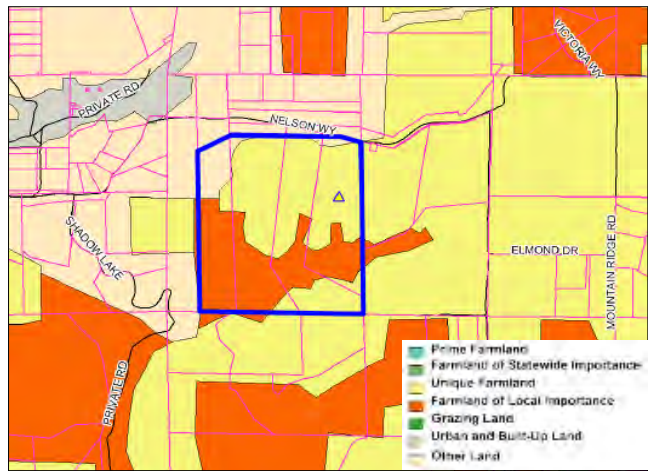 VICTORIA WY
PRIVATE RD
NELSON WY
SHADOW LAKE
ELMOND DR
MOUNTAIN RIDGE RD
PRIVATE RD
Prime Farmland
Farmland of Statewide Importance
Unique Farmland
Farmland of Local Importance
Grazing Land
Urban and Built-Up Land
Other Land